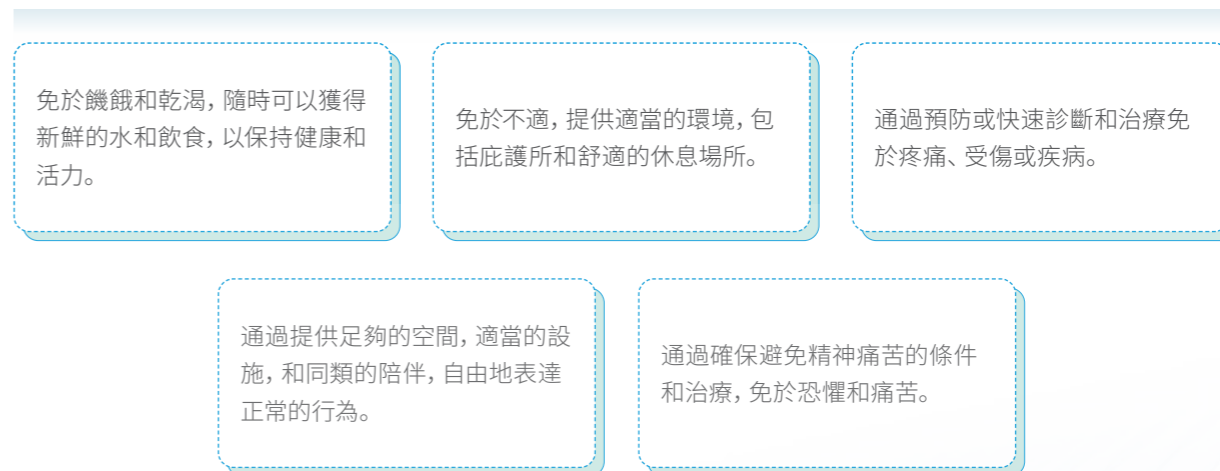 免於饑餓和乾渴，隨時可以獲得
新鮮的水和飲食，以保持健康和
活力。
免於不適，提供適當的環境，包
括庇護所和舒適的休息場所。
通過預防或快速診斷和治療免
於疼痛、受傷或疾病。
通過提供足夠的空間，適當的設
施，和同類的陪伴，自由地表達
正常的行為。
通過確保避免精神痛苦的條件
和治療，免於恐懼和痛苦。